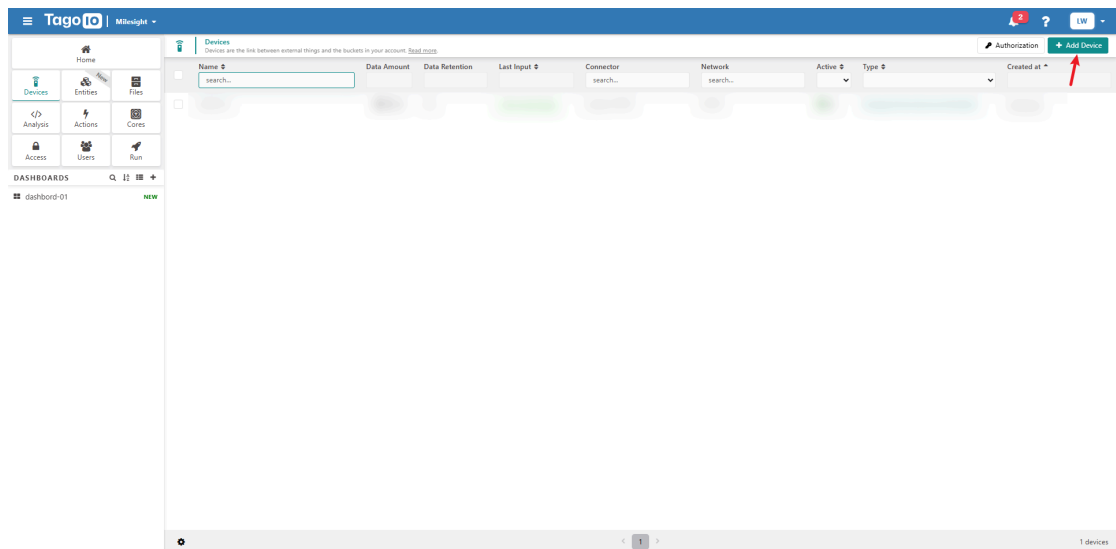 Tago IO Milesight
2
?
LW
Home
Devices
Entities
New
Files
Analysis
Actions
Cores
Access
Users
Run
DASHBOARDS
dashbord-01
NEW
Devices
Devices are the link between external things and the buckets in your account. Read more.
Authorization
+ Add Device
Name Data Amount Data Retention Last Input Connector Network Active Type Created at
search... search... search...
< 1 >
1 devices